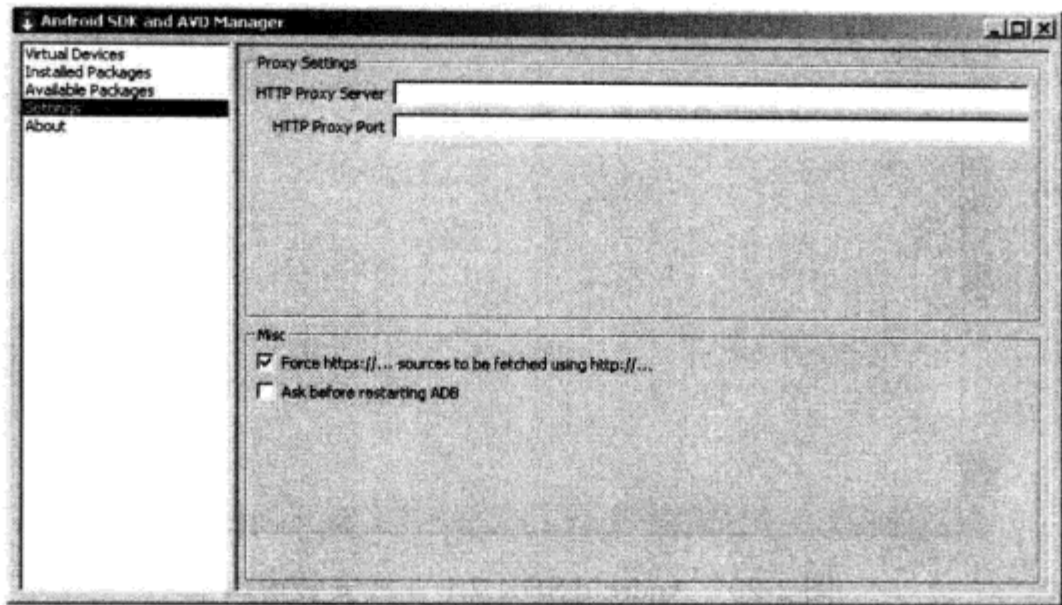 Android SDK and AVD Manager
Virtual Devices
Installed Packages
Available Packages
Settings
About
Proxy Settings
HTTP Proxy Server
HTTP Proxy Port
Misc
Force https://... sources to be fetched using http://...
Ask before restarting ADB